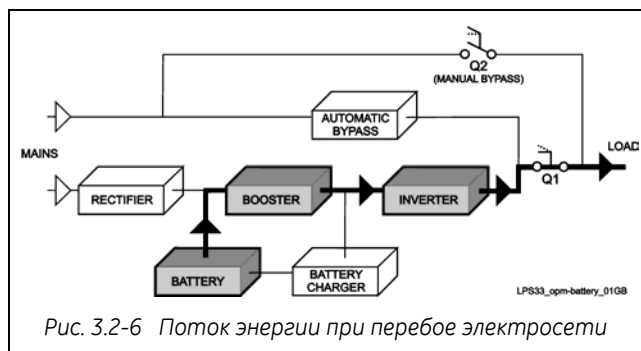 Q2
(MANUAL BYPASS)
AUTOMATIC
BYPASS
MAINS
LOAD
Q1
RECTIFIER
BOOSTER
INVERTER
BATTERY
BATTERY
CHARGER
LPS33_opm-battery_01GB
Рис. 3.2-6 Поток энергии при перебое электросети